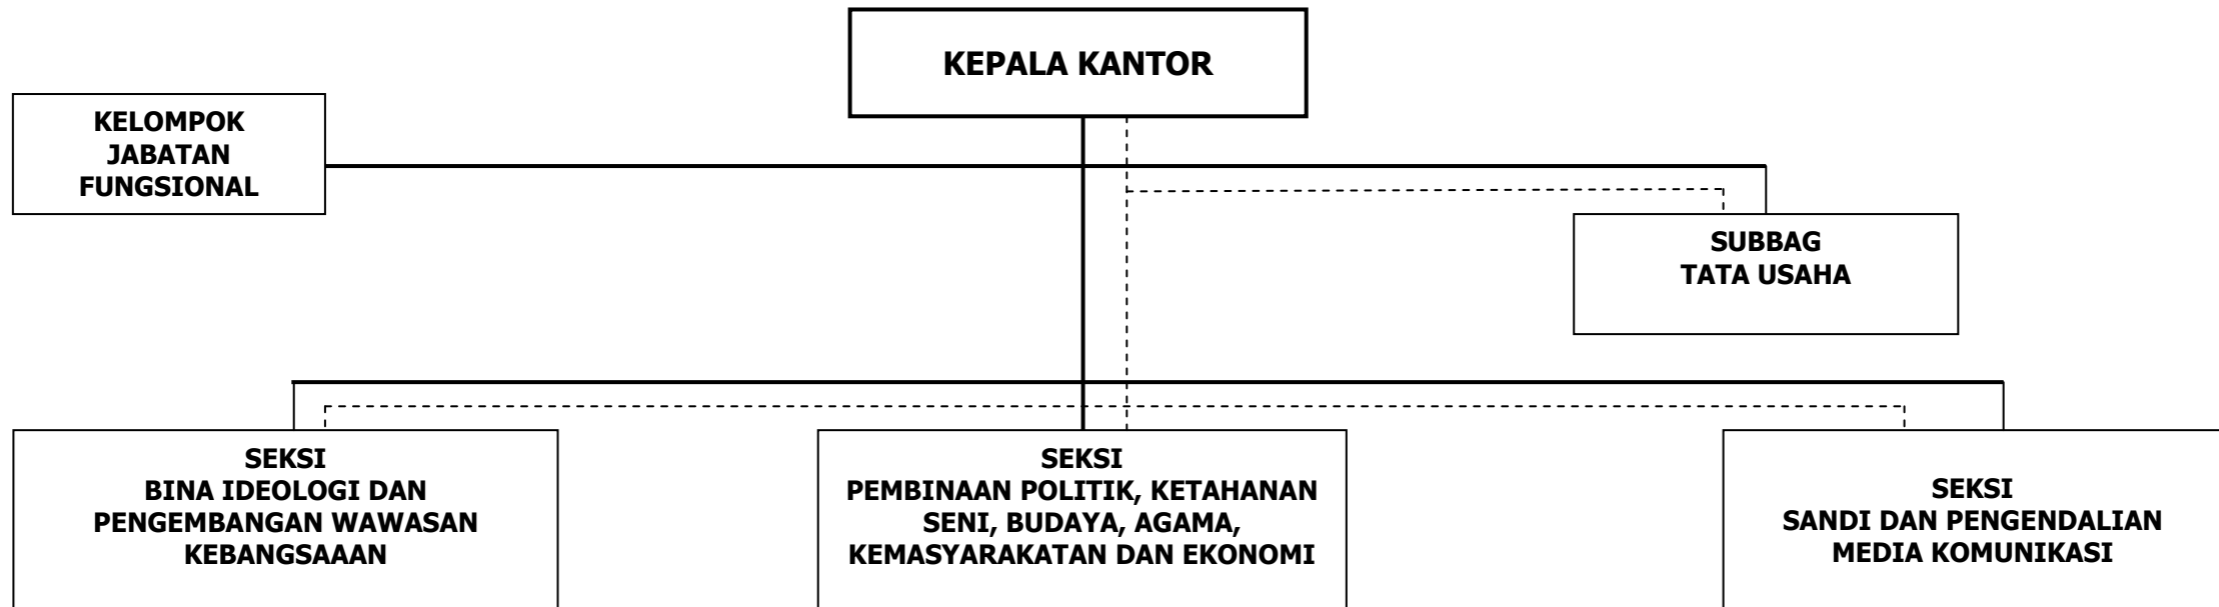 KEPALA KANTOR
KELOMPOK
JABATAN
FUNGSIONAL
SUBBAG
TATA USAHA
SEKSI
BINA IDEOLOGI DAN
PENGEMBANGAN WAWASAN
KEBANGSAAAN
SEKSI
PEMBINAAN POLITIK, KETAHANAN
SENI, BUDAYA, AGAMA,
KEMASYARAKATAN DAN EKONOMI
SEKSI
SANDI DAN PENGENDALIAN
MEDIA KOMUNIKASI